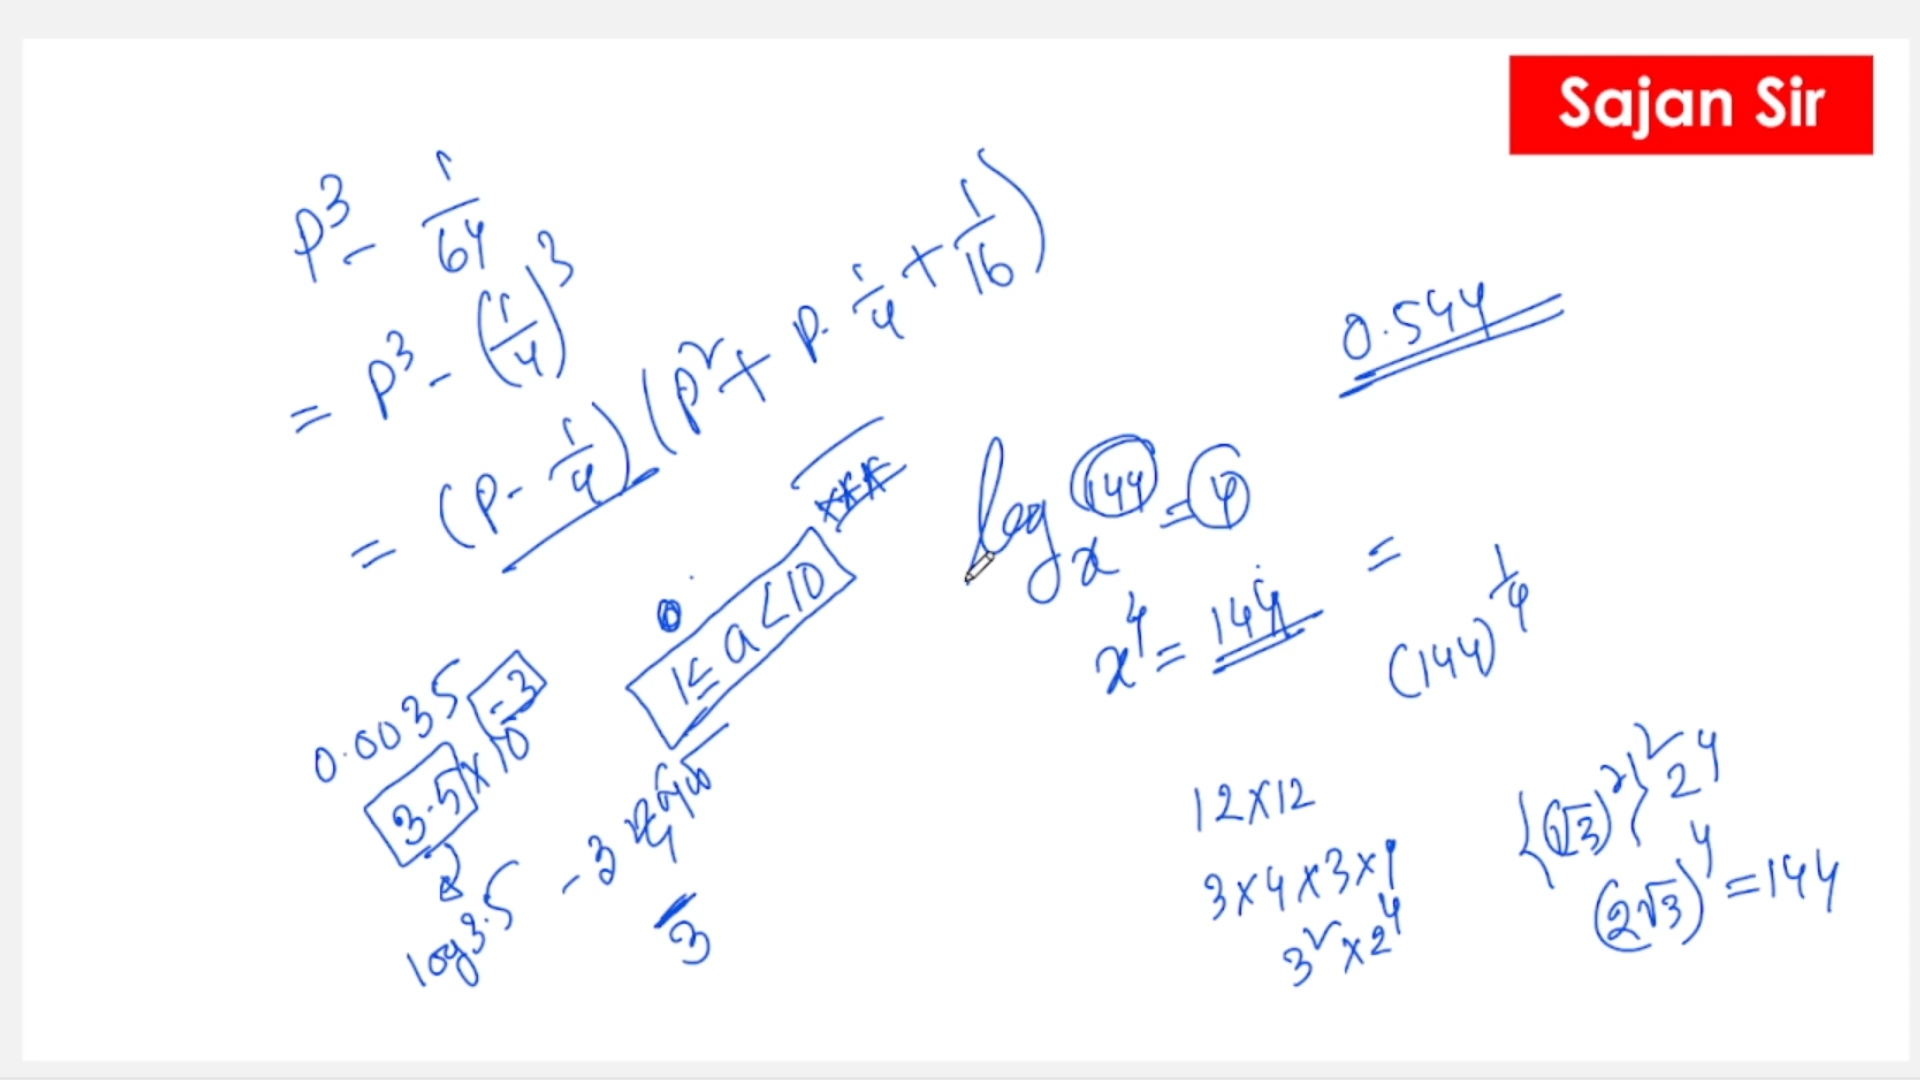 Sajan Sir
p³ - 1/64
= p³ - (1/4)³
= (p - 1/4) (p² + p. 1/4 + 1/16)
0.544
log_x 144 = 4
x⁴ = 144
=
(144)^1/4
1 ≤ a < 10
0.0035
3.5 × 10^-3
log 3.5
-3
3
12×12
3×4×3×4
3²×2⁴
{(√3)²}² 2⁴
(2√3)⁴ = 144